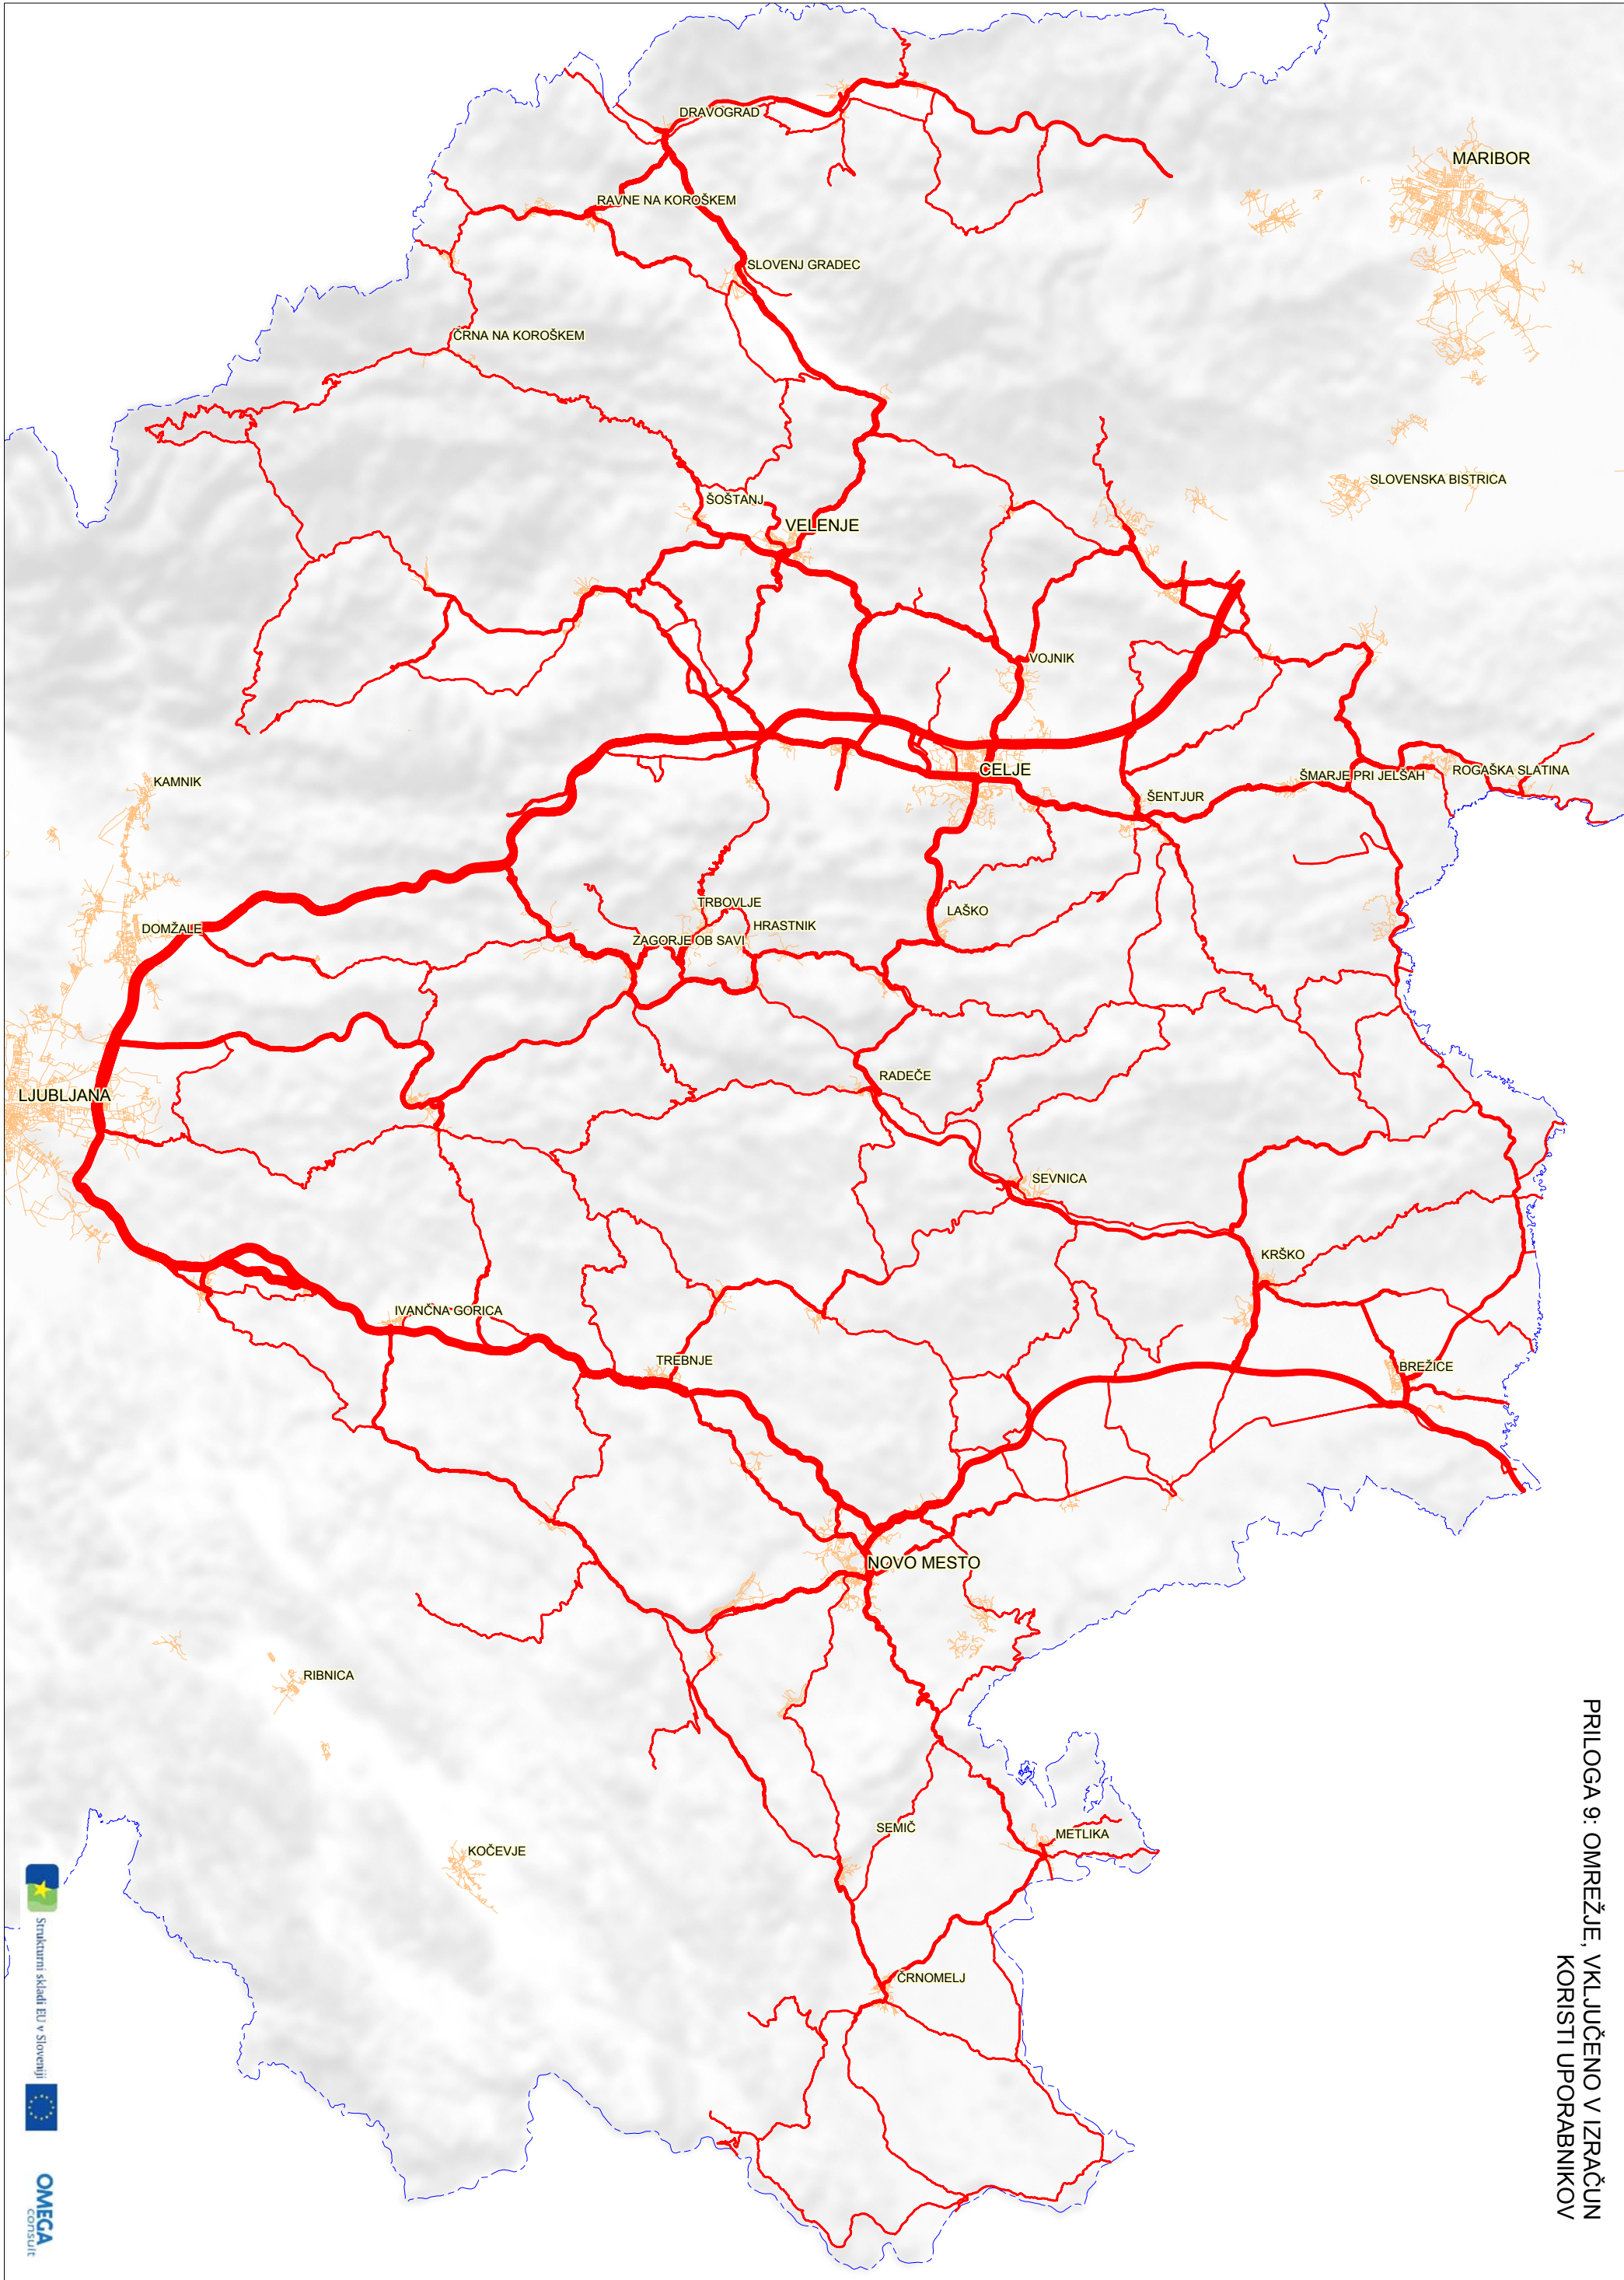 PRILOGA 9: OMREŽJE, VKLJUČENO V IZRAČUN
KORISTI UPORABNIKOV
DRAVOGRAD
MARIBOR
RAVNE NA KOROŠKEM
SLOVENJ GRADEC
ČRNA NA KOROŠKEM
SLOVENSKA BISTRICA
ŠOŠTANJ
VELENJE
VOJNIK
CELJE
ŠMARJE PRI JELŠAH
ROGAŠKA SLATINA
KAMNIK
ŠENTJUR
TRBOVLJE
LAŠKO
HRASTNIK
DOMŽALE
ZAGORJE OB SAVI
RADEČE
LJUBLJANA
SEVNICA
KRŠKO
IVANČNA GORICA
TREBNJE
BREŽICE
NOVO MESTO
RIBNICA
SEMIČ
METLIKA
KOČEVJE
ČRNOMELJ
Strukturni skladi EU v Sloveniji
OMEGA
consult